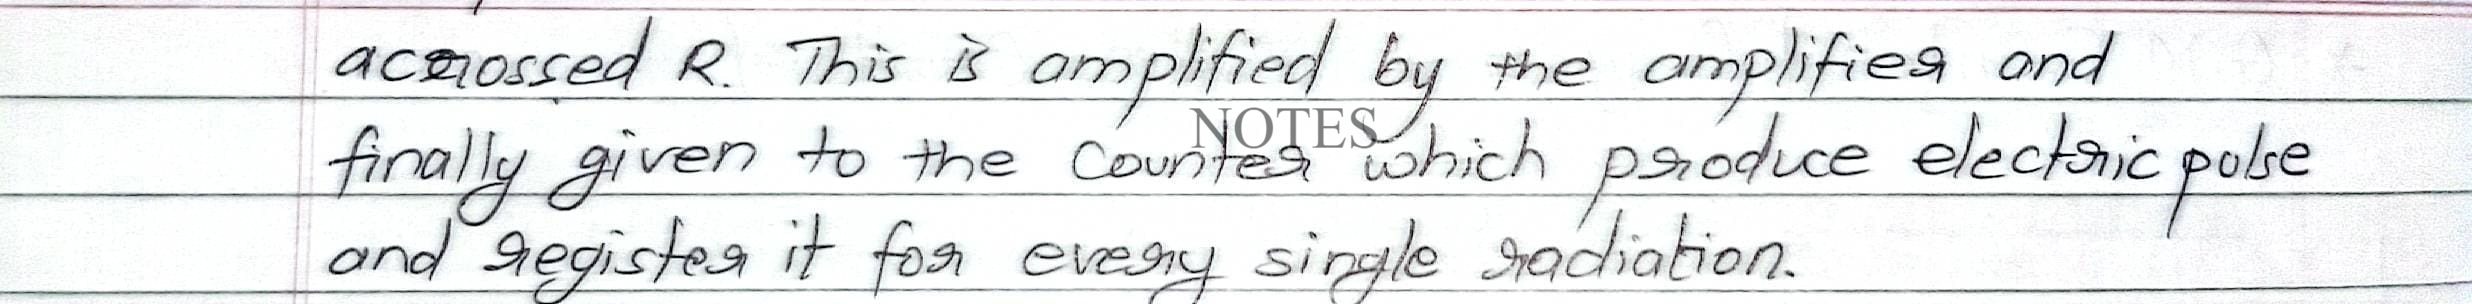 acrossed R. This is amplified by the amplifier and
NOTES
finally given to the counter which produce electric pulse
and register it for every single radiation.